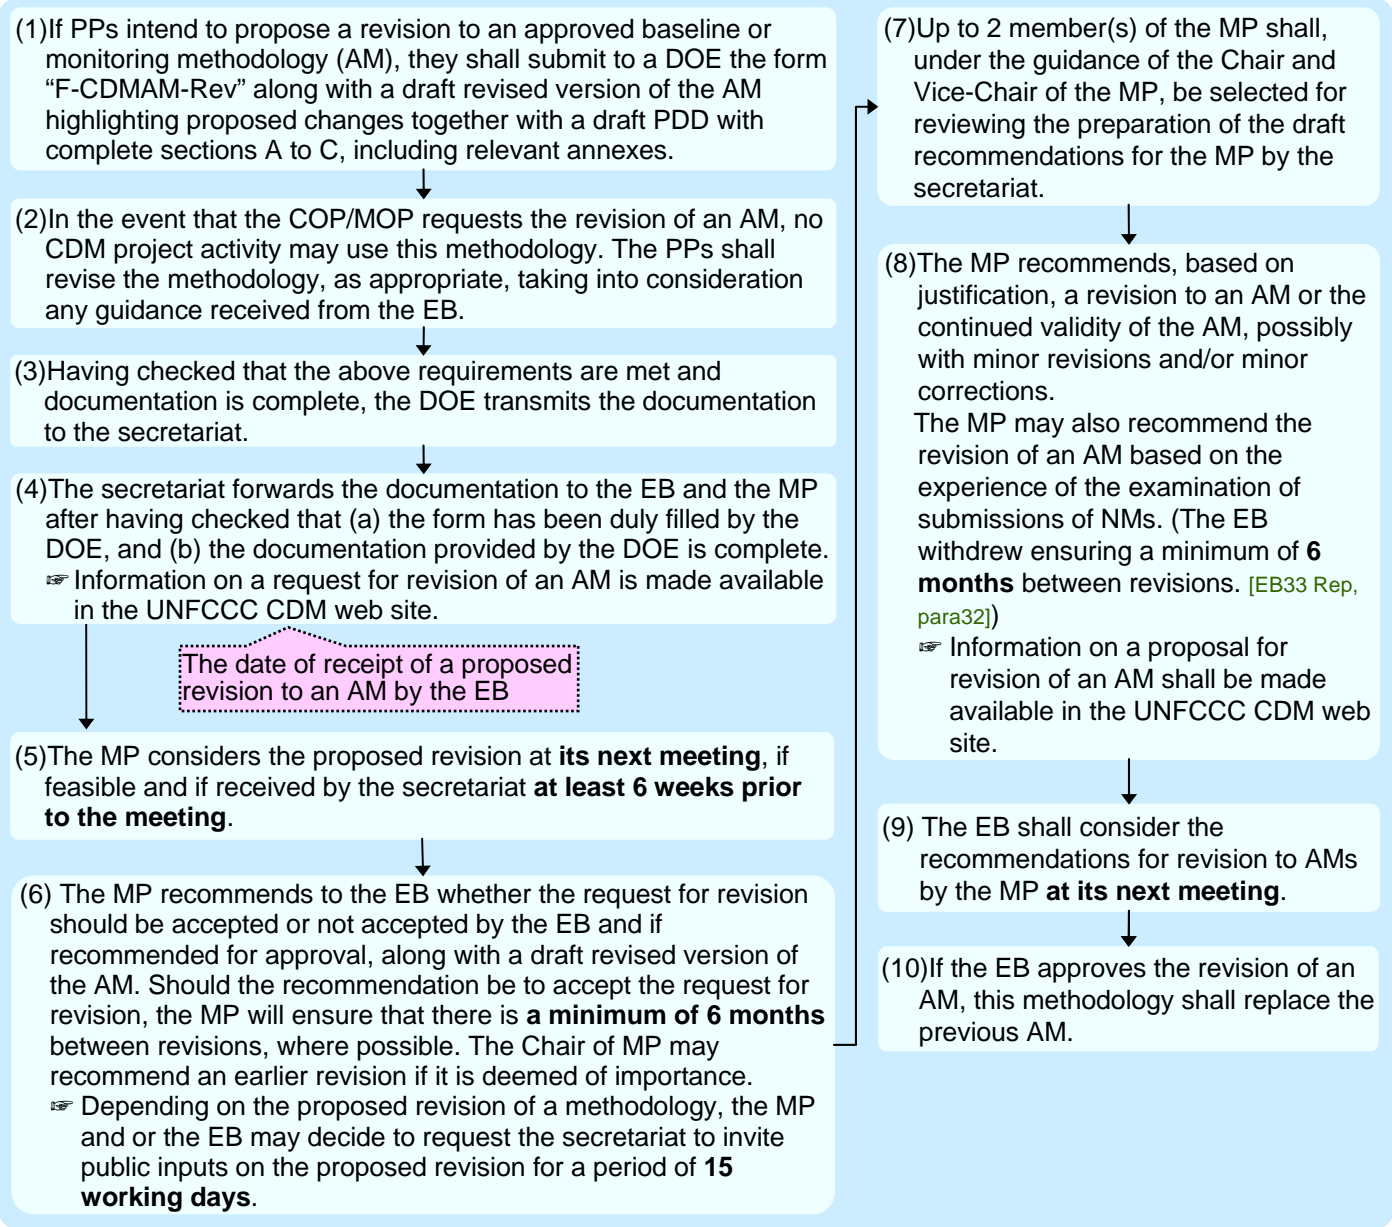 (1)If PPs intend to propose a revision to an approved baseline or
monitoring methodology (AM), they shall submit to a DOE the form
“F-CDMAM-Rev” along with a draft revised version of the AM
highlighting proposed changes together with a draft PDD with
complete sections A to C, including relevant annexes.
(2)In the event that the COP/MOP requests the revision of an AM, no
CDM project activity may use this methodology. The PPs shall
revise the methodology, as appropriate, taking into consideration
any guidance received from the EB.
(3)Having checked that the above requirements are met and
documentation is complete, the DOE transmits the documentation
to the secretariat.
(4)The secretariat forwards the documentation to the EB and the MP
after having checked that (a) the form has been duly filled by the
DOE, and (b) the documentation provided by the DOE is complete.
☞ Information on a request for revision of an AM is made available
in the UNFCCC CDM web site.
The date of receipt of a proposed
revision to an AM by the EB
(5)The MP considers the proposed revision at its next meeting, if
feasible and if received by the secretariat at least 6 weeks prior
to the meeting.
(6) The MP recommends to the EB whether the request for revision
should be accepted or not accepted by the EB and if
recommended for approval, along with a draft revised version of
the AM. Should the recommendation be to accept the request for
revision, the MP will ensure that there is a minimum of 6 months
between revisions, where possible. The Chair of MP may
recommend an earlier revision if it is deemed of importance.
☞ Depending on the proposed revision of a methodology, the MP
and or the EB may decide to request the secretariat to invite
public inputs on the proposed revision for a period of 15
working days.
(7)Up to 2 member(s) of the MP shall,
under the guidance of the Chair and
Vice-Chair of the MP, be selected for
reviewing the preparation of the draft
recommendations for the MP by the
secretariat.
(8)The MP recommends, based on
justification, a revision to an AM or the
continued validity of the AM, possibly
with minor revisions and/or minor
corrections.
The MP may also recommend the
revision of an AM based on the
experience of the examination of
submissions of NMs. (The EB
withdrew ensuring a minimum of 6
months between revisions. [EB33 Rep,
para32])
☞ Information on a proposal for
revision of an AM shall be made
available in the UNFCCC CDM web
site.
(9) The EB shall consider the
recommendations for revision to AMs
by the MP at its next meeting.
(10)If the EB approves the revision of an
AM, this methodology shall replace the
previous AM.